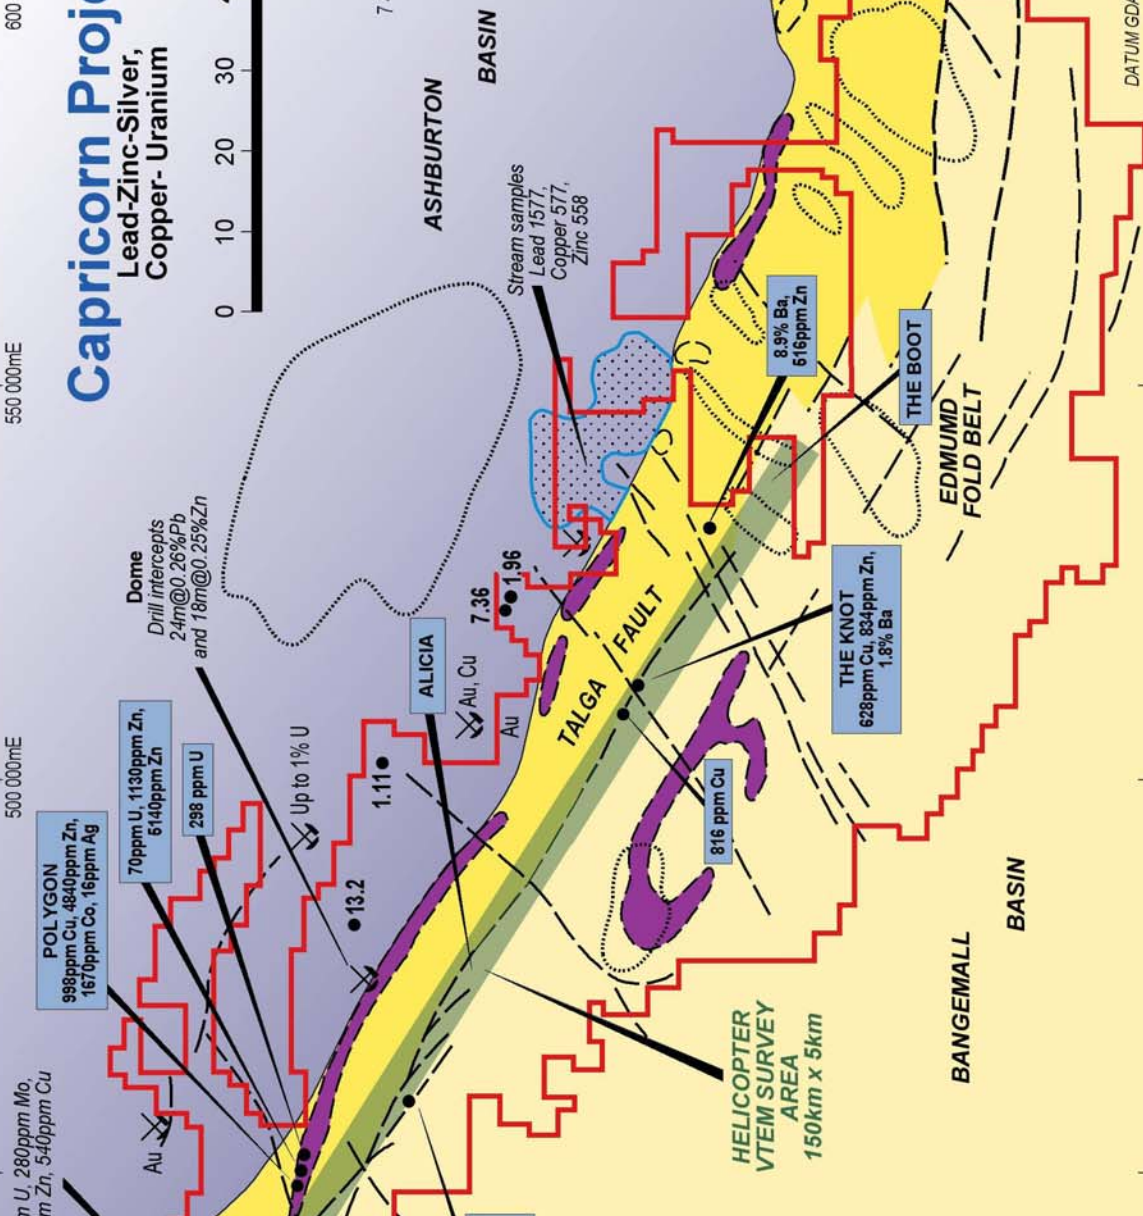 Capricorn Proje
Lead-Zinc-Silver,
Copper- Uranium
0 10 20 30
500 000mE
550 000mE
600
DATUM GDA
ASHBURTON
BASIN
Stream samples
Lead 1577,
Copper 577,
Zinc 558
Dome
Drill intercepts
24m@0.26%Pb
and 18m@0.25%Zn
POLYGON
998ppm Cu, 4840ppm Zn,
1670ppm Co, 16ppm Ag
70ppm U, 1130ppm Zn,
6140ppm Zn
298 ppm U
Up to 1% U
m U, 280ppm Mo,
m Zn, 540ppm Cu
Au
13.2
1.11
ALICIA
Au, Cu
Au
7.36
1.96
TALGA FAULT
8.9% Ba,
616ppm Zn
THE BOOT
EDMUMD
FOLD BELT
THE KNOT
628ppm Cu, 834ppm Zn,
1.8% Ba
816 ppm Cu
HELICOPTER
VTEM SURVEY
AREA
150km x 5km
BANGEMALL
BASIN